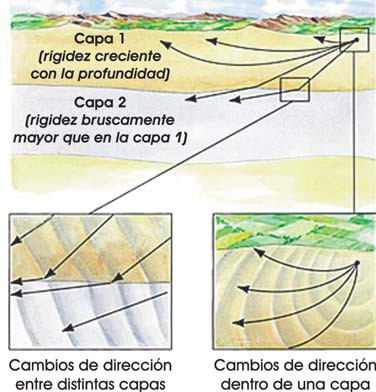 Capa 1
(rigidez creciente
con la profundidad)
Capa 2
(rigidez bruscamente
mayor que en la capa 1)
Cambios de dirección
entre distintas capas
Cambios de dirección
dentro de una capa